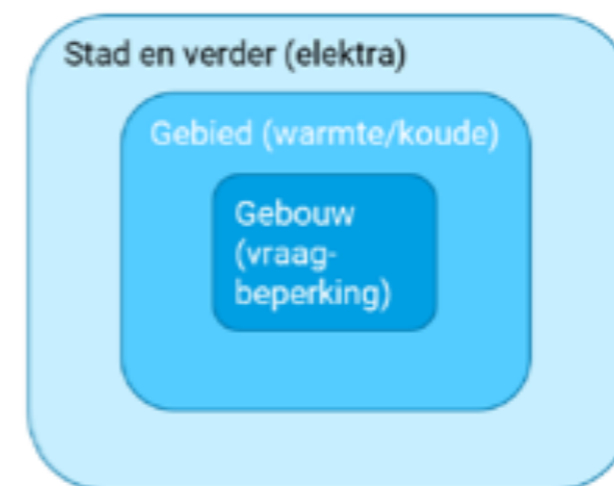 Stad en verder (elektra)
Gebied (warmte/koude)
Gebouw
(vraag-
beperking)